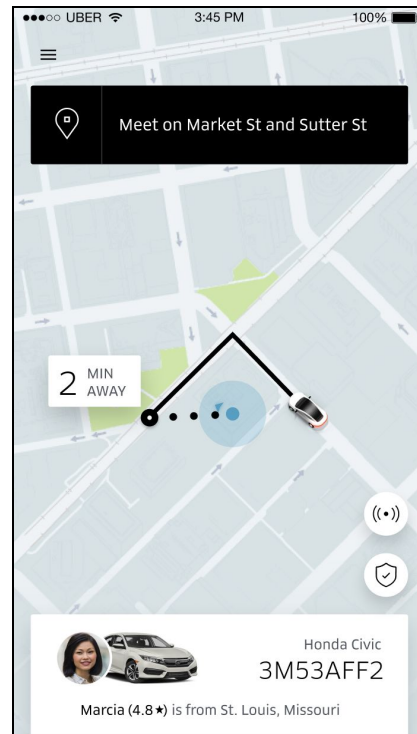 UBER 3:45 PM 100%
Meet on Market St and Sutter St
2 MIN
AWAY
Honda Civic
3M53AFF2
Marcia (4.8★) is from St. Louis, Missouri